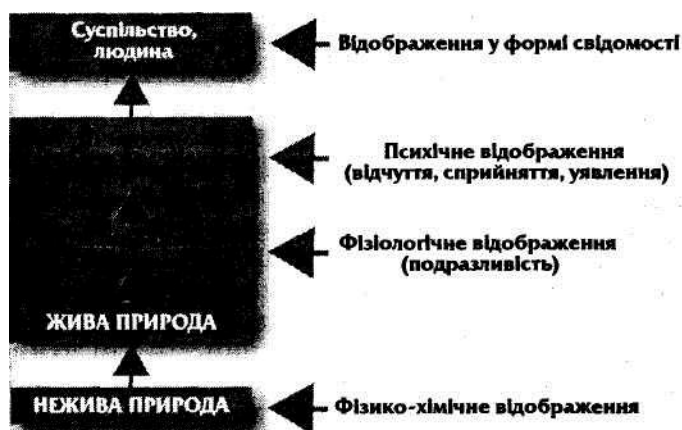 Суспільство,
людина
Відображення у формі свідомості
Психічне відображення
(відчуття, сприйняття, уявлення)
Фізіологічне відображення
(подразливість)
ЖИВА ПРИРОДА
НЕЖИВА ПРИРОДА
Фізико-хімічне відображення